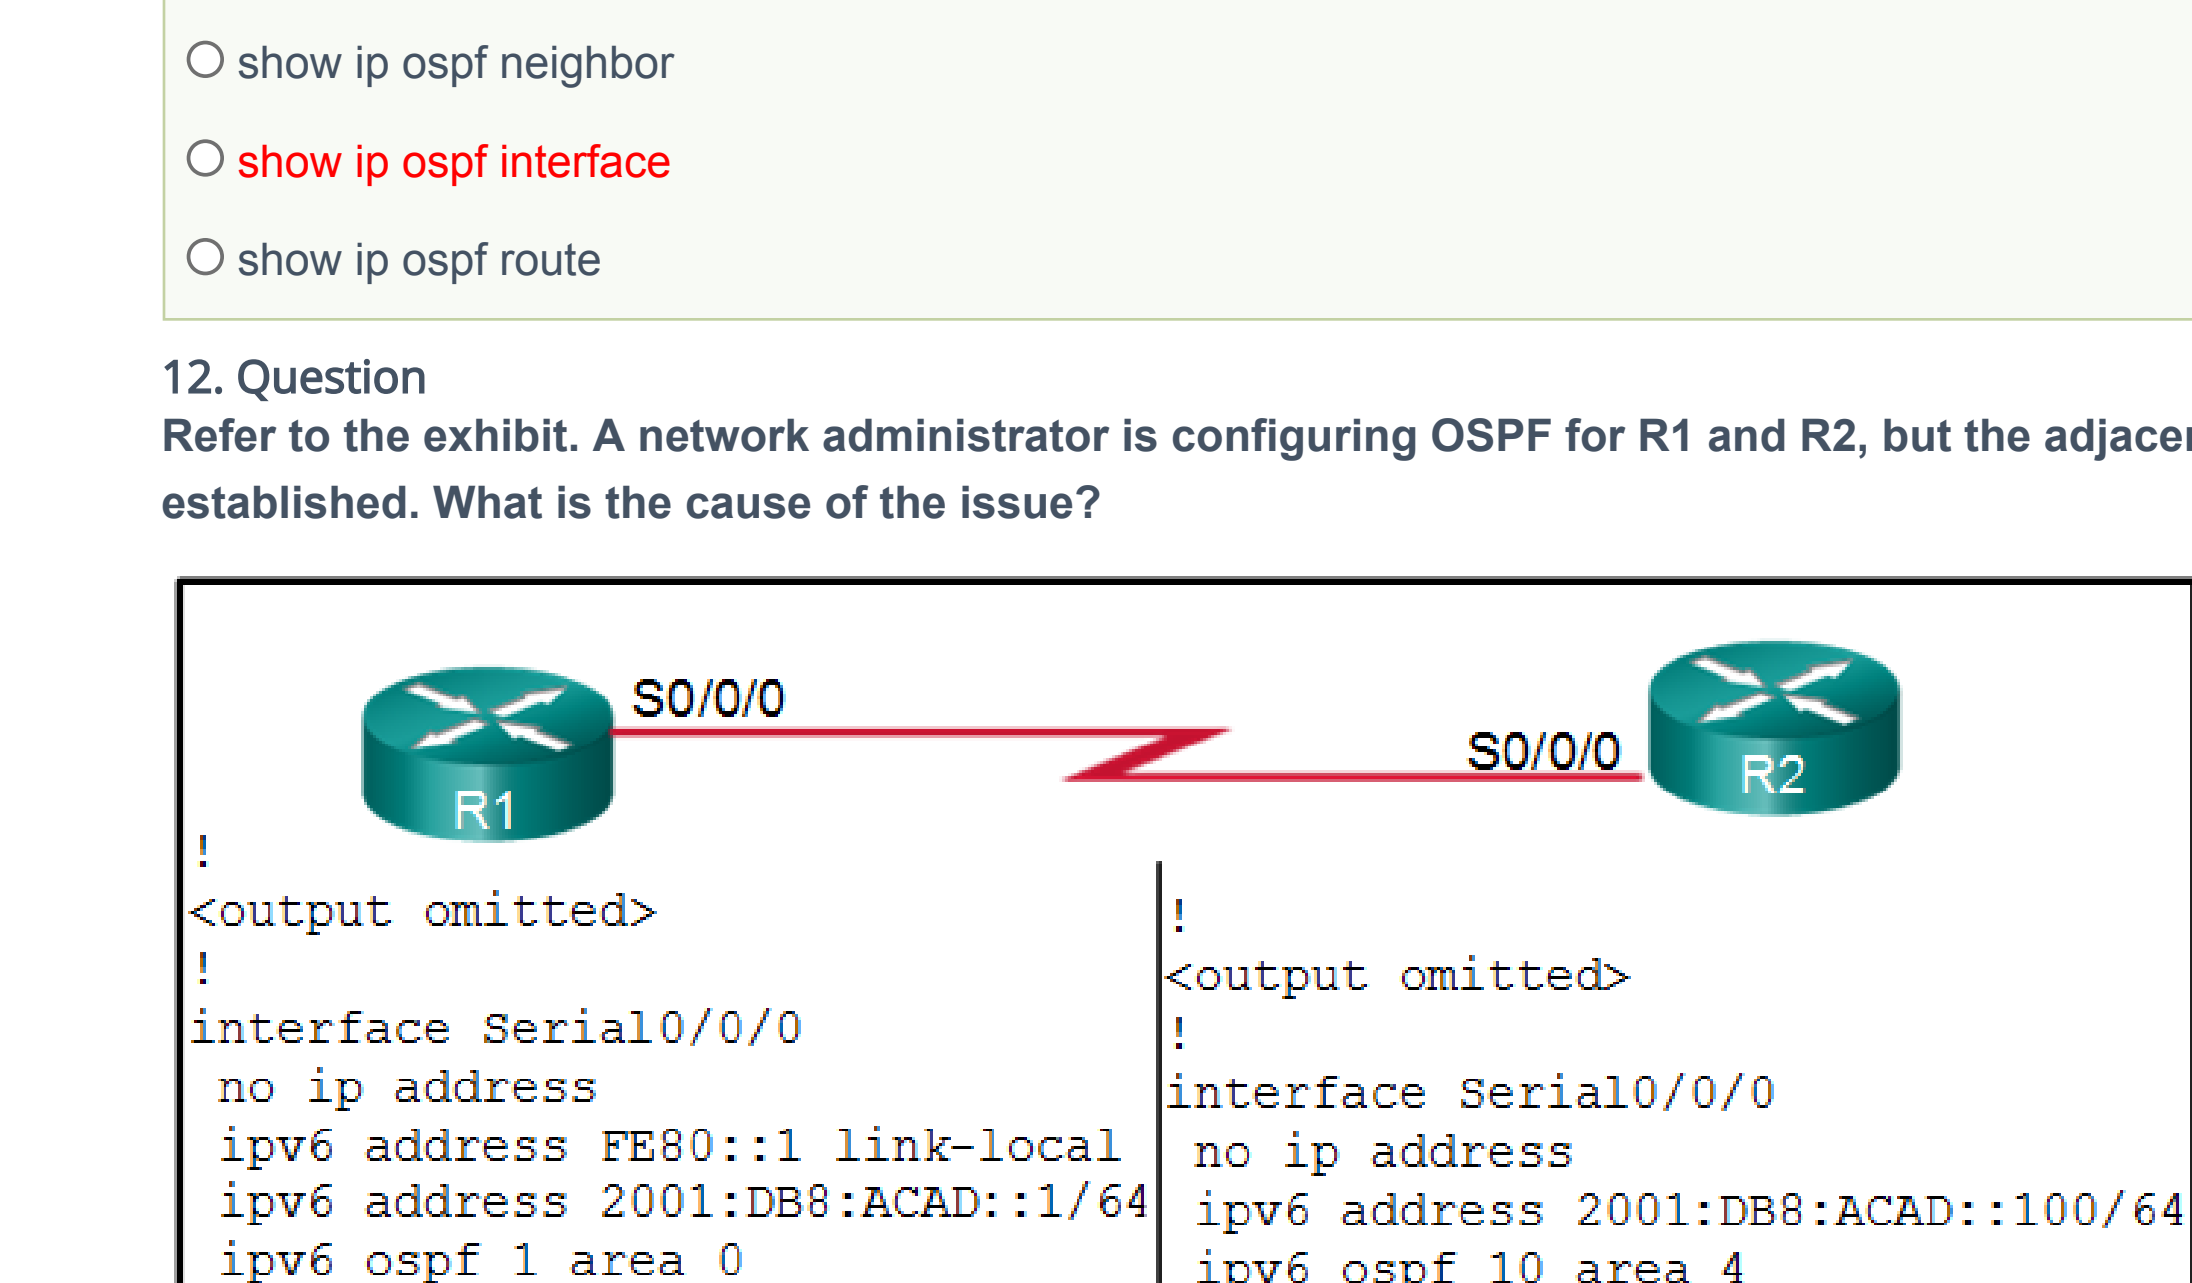 show ip ospf neighbor
show ip ospf interface
show ip ospf route
12. Question
Refer to the exhibit. A network administrator is configuring OSPF for R1 and R2, but the
established. What is the cause of the issue?
S0/0/0
S0/0/0
R2
R1
!
<output omitted>
!
interface Serial0/0/0
no ip address
ipv6 address FE80::1 link-local
ipv6 address 2001:DB8:ACAD::1/64
ipv6 ospf 1 area 0
!
<output omitted>
!
interface Serial0/0/0
no ip address
ipv6 address 2001:DB8:ACAD::100/64
ipv6 ospf 10 area 4